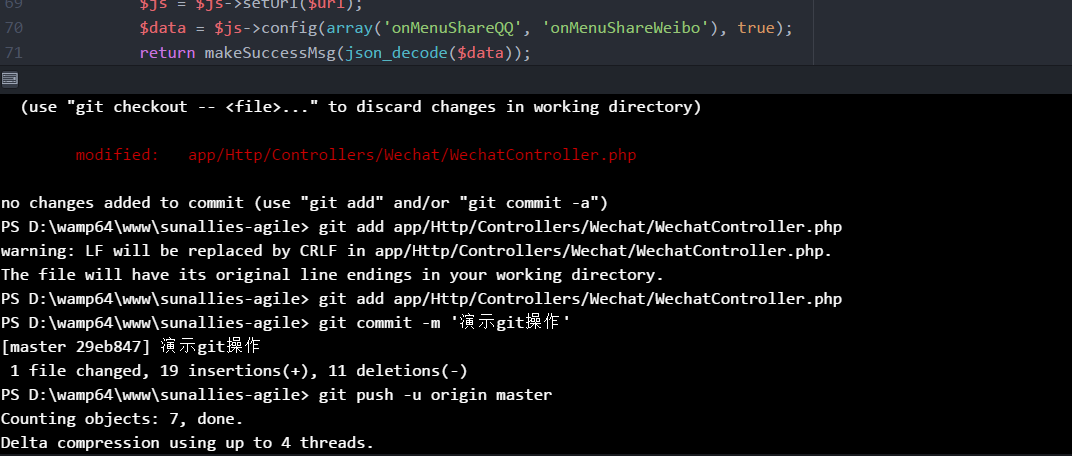 69 $js = $js->setUrl($url);
70 $data = $js->config(array('onMenuShareQQ', 'onMenuShareWeibo'), true);
71 return makeSuccessMsg(json_decode($data));
(use "git checkout -- <file>..." to discard changes in working directory)
modified: app/Http/Controllers/Wechat/WechatController.php
no changes added to commit (use "git add" and/or "git commit -a")
PS D:\wamp64\www\sunallies-agile> git add app/Http/Controllers/Wechat/WechatController.php
warning: LF will be replaced by CRLF in app/Http/Controllers/Wechat/WechatController.php.
The file will have its original line endings in your working directory.
PS D:\wamp64\www\sunallies-agile> git add app/Http/Controllers/Wechat/WechatController.php
PS D:\wamp64\www\sunallies-agile> git commit -m '演示git操作'
[master 29eb847] 演示git操作
1 file changed, 19 insertions(+), 11 deletions(-)
PS D:\wamp64\www\sunallies-agile> git push -u origin master
Counting objects: 7, done.
Delta compression using up to 4 threads.